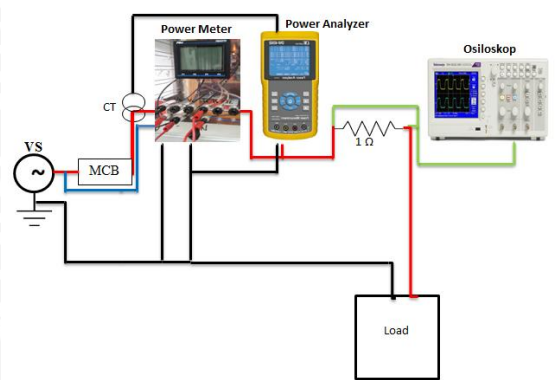 Power Meter
Power Analyzer
Osiloskop
CT
VS
MCB
1 Ω
Load